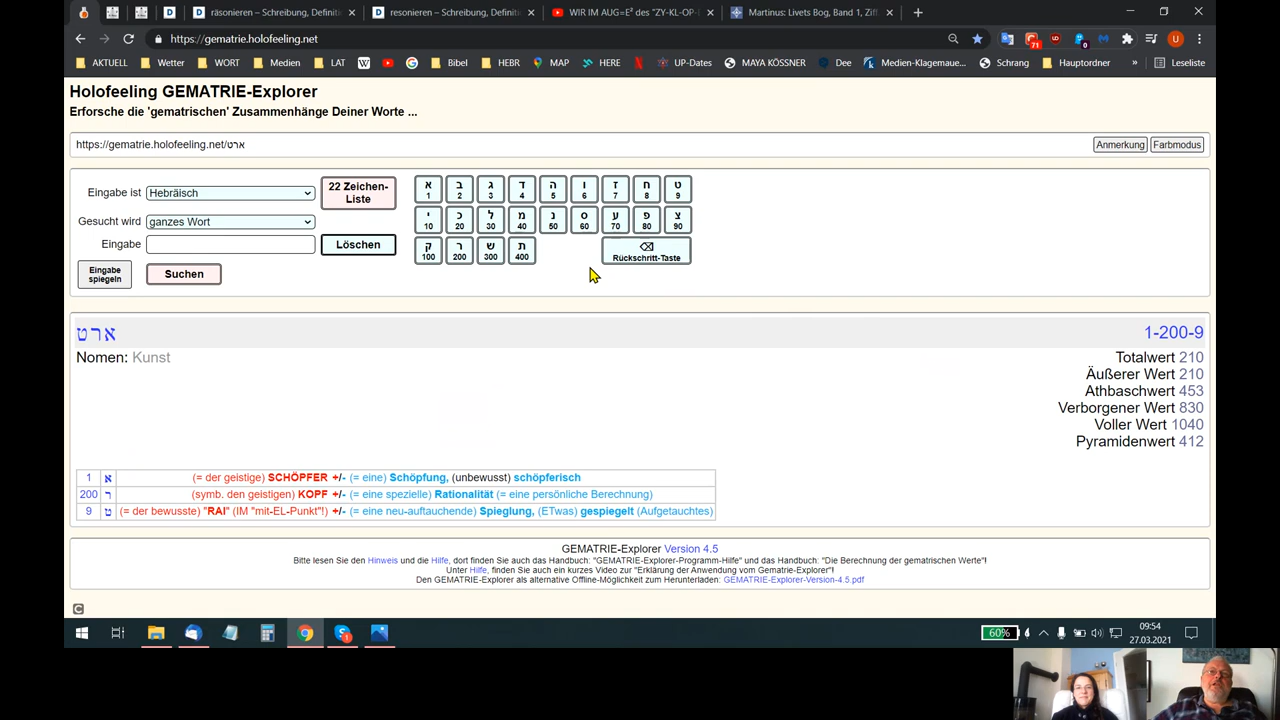 räsonieren – Schreibung, Definiti
resonieren – Schreibung, Definiti
WIR IM AUG=E² des "ZY-KL-OP-
Martinus: Livets Bog, Band 1, Ziff
https://gematrie.holofeeling.net
AKTUELL Wetter WORT Medien LAT Bibel HEBR MAP HERE UP-Dates MAYA KÖSSNER Dee Medien-Klagemaue... Schrang Hauptordner » Leseliste
Holofeeling GEMATRIE-Explorer
Erforsche die 'gematrischen' Zusammenhänge Deiner Worte ...
https://gematrie.holofeeling.net/ארט
Anmerkung Farbmodus
Eingabe ist Hebräisch
22 Zeichen-
Liste
Gesucht wird ganzes Wort
Eingabe
Löschen
Eingabe
spiegeln
Suchen
א ב ג ד ה ו ז ח ט
1 2 3 4 5 6 7 8 9
י כ ל מ נ ס ע פ צ
10 20 30 40 50 60 70 80 90
ק ר ש ת
100 200 300 400
Rückschritt-Taste
ארט
1-200-9
Nomen: Kunst
Totalwert 210
Äußerer Wert 210
Athbaschwert 453
Verborgener Wert 830
Voller Wert 1040
Pyramidenwert 412
1 א (= der geistige) SCHÖPFER +/- (= eine) Schöpfung, (unbewusst) schöpferisch
200 ר (symb. den geistigen) KOPF +/- (= eine spezielle) Rationalität (= eine persönliche Berechnung)
9 ט (= der bewusste) "RAI" (IM "mit-EL-Punkt"!) +/- (= eine neu-auftauchende) Spieglung, (ETwas) gespiegelt (Aufgetauchtes)
GEMATRIE-Explorer Version 4.5
Bitte lesen Sie den Hinweis und die Hilfe, dort finden Sie auch das Handbuch: "GEMATRIE-Explorer-Programm-Hilfe" und das Handbuch: "Die Berechnung der gematrischen Werte"!
Unter Hilfe, finden Sie auch ein kurzes Video zur "Erklärung der Anwendung vom Gematrie-Explorer"!
Den GEMATRIE-Explorer als alternative Offline-Möglichkeit zum Herunterladen: GEMATRIE-Explorer-Version-4.5.pdf
60%
09:54
27.03.2021